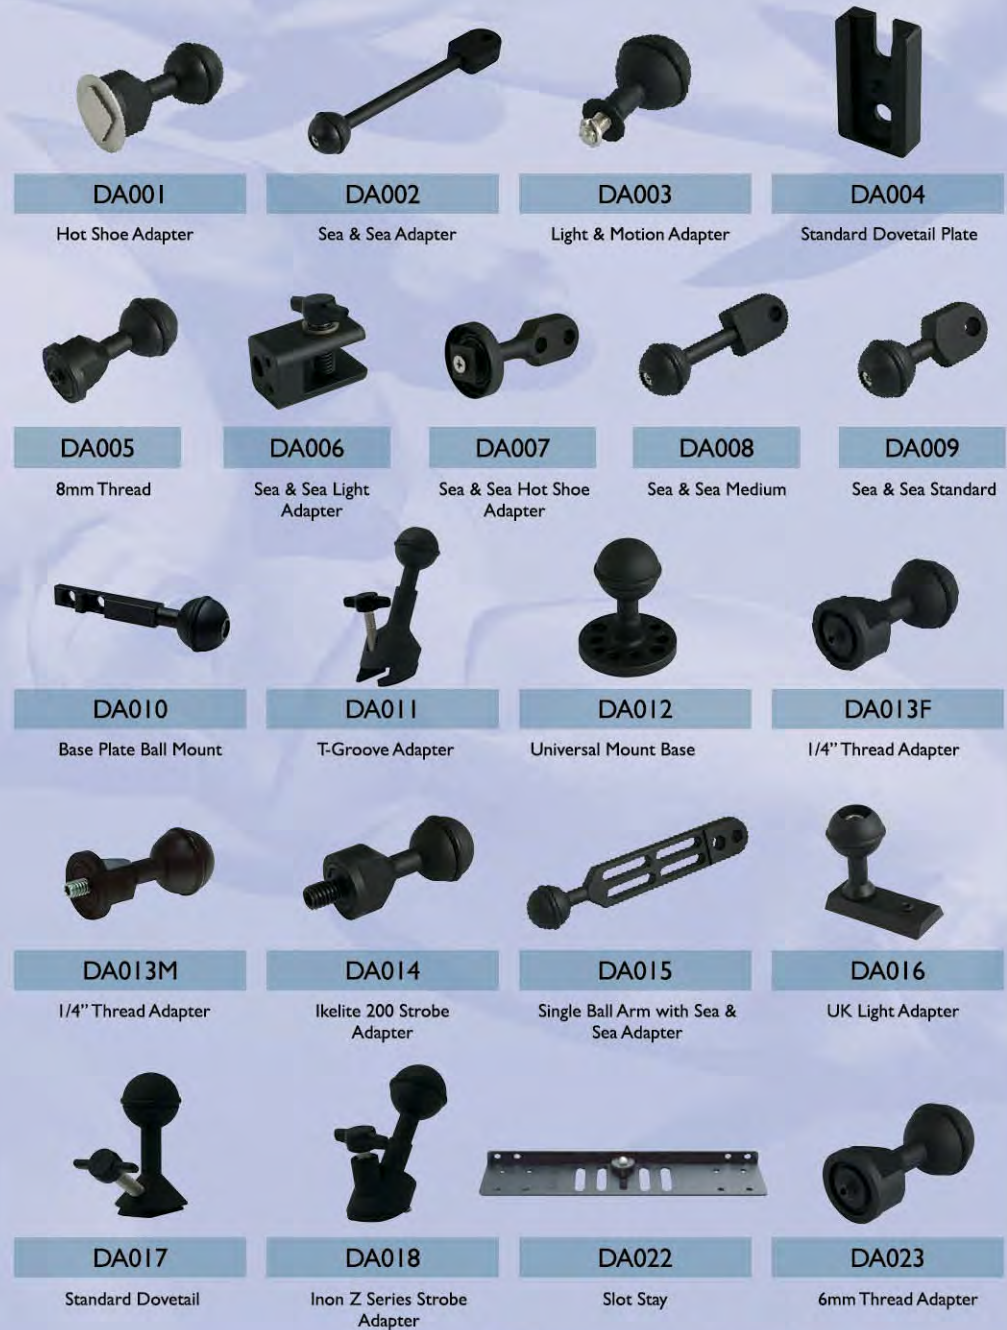 DA001
DA002
DA003
DA004
Hot Shoe Adapter
Sea & Sea Adapter
Light & Motion Adapter
Standard Dovetail Plate
DA005
DA006
DA007
DA008
DA009
8mm Thread
Sea & Sea Light
Adapter
Sea & Sea Hot Shoe
Adapter
Sea & Sea Medium
Sea & Sea Standard
DA010
DA011
DA012
DA013F
Base Plate Ball Mount
T-Groove Adapter
Universal Mount Base
1/4” Thread Adapter
DA013M
DA014
DA015
DA016
1/4” Thread Adapter
Ikelite 200 Strobe
Adapter
Single Ball Arm with Sea &
Sea Adapter
UK Light Adapter
DA017
DA018
DA022
DA023
Standard Dovetail
Inon Z Series Strobe
Adapter
Slot Stay
6mm Thread Adapter